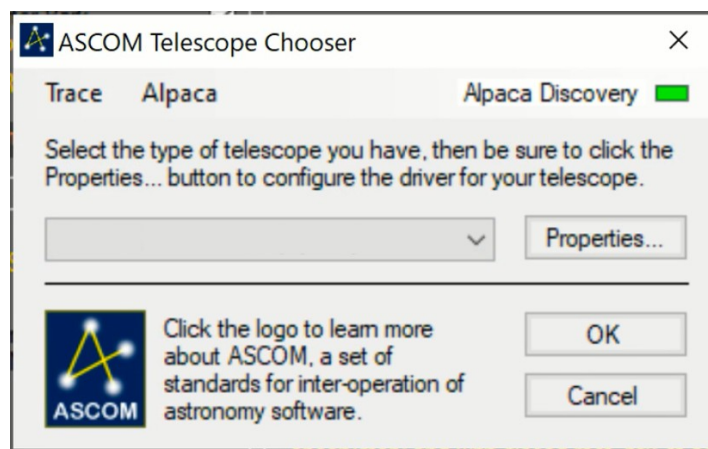 ASCOM Telescope Chooser
Trace Alpaca Alpaca Discovery
Select the type of telescope you have, then be sure to click the
Properties... button to configure the driver for your telescope.
Properties...
Click the logo to learn more
about ASCOM, a set of
standards for inter-operation of
astronomy software.
ASCOM
OK
Cancel